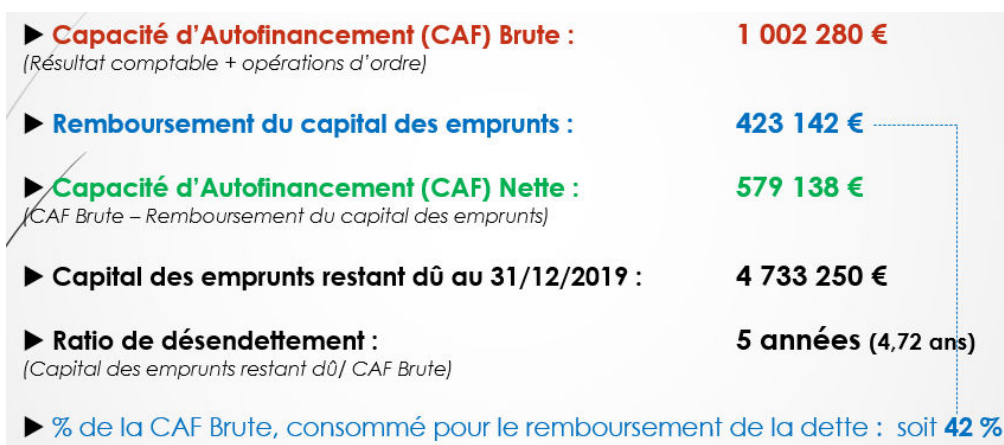 ▶ Capacité d’Autofinancement (CAF) Brute : 1 002 280 €
(Résultat comptable + opérations d’ordre)
▶ Remboursement du capital des emprunts : 423 142 €
▶ Capacité d’Autofinancement (CAF) Nette : 579 138 €
(CAF Brute – Remboursement du capital des emprunts)
▶ Capital des emprunts restant dû au 31/12/2019 : 4 733 250 €
▶ Ratio de désendettement : 5 années (4,72 ans)
(Capital des emprunts restant dû/ CAF Brute)
▶ % de la CAF Brute, consommé pour le remboursement de la dette : soit 42 %